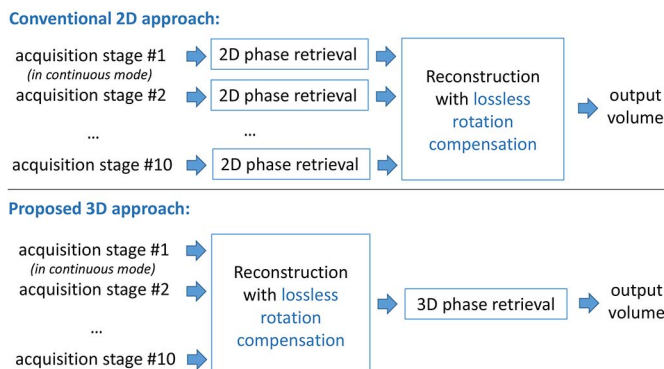 Conventional 2D approach:
acquisition stage #1
(in continuous mode)
2D phase retrieval
acquisition stage #2
2D phase retrieval
...
...
acquisition stage #10
2D phase retrieval
Reconstruction
with lossless
rotation
compensation
output
volume
Proposed 3D approach:
acquisition stage #1
(in continuous mode)
acquisition stage #2
...
acquisition stage #10
Reconstruction
with lossless
rotation
compensation
3D phase retrieval
output
volume